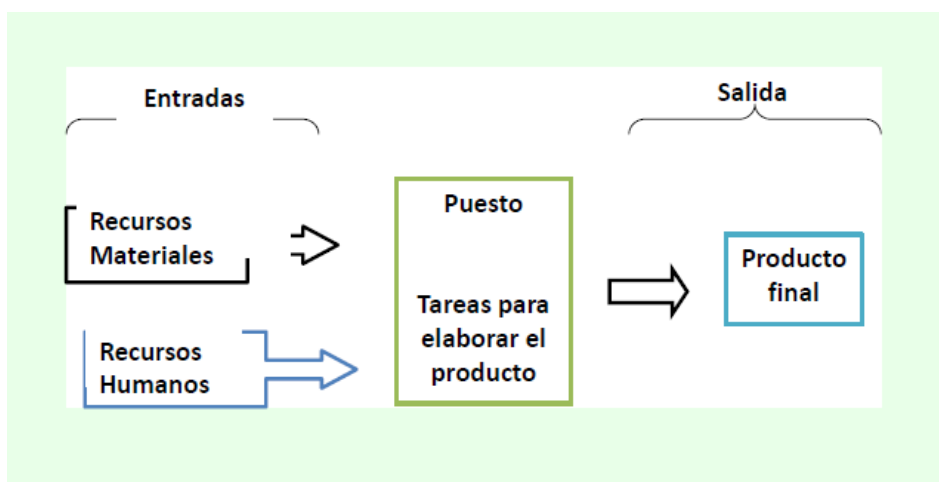 Entradas
Salida
Recursos
Materiales
Recursos
Humanos
Puesto
Tareas para
elaborar el
producto
Producto
final